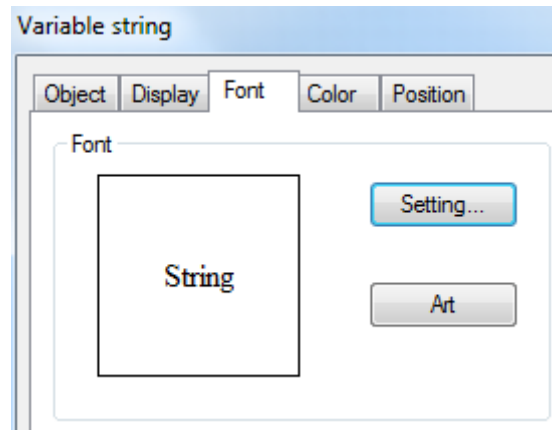 Variable string
Object Display Font Color Position
Font
Setting...
String
Art